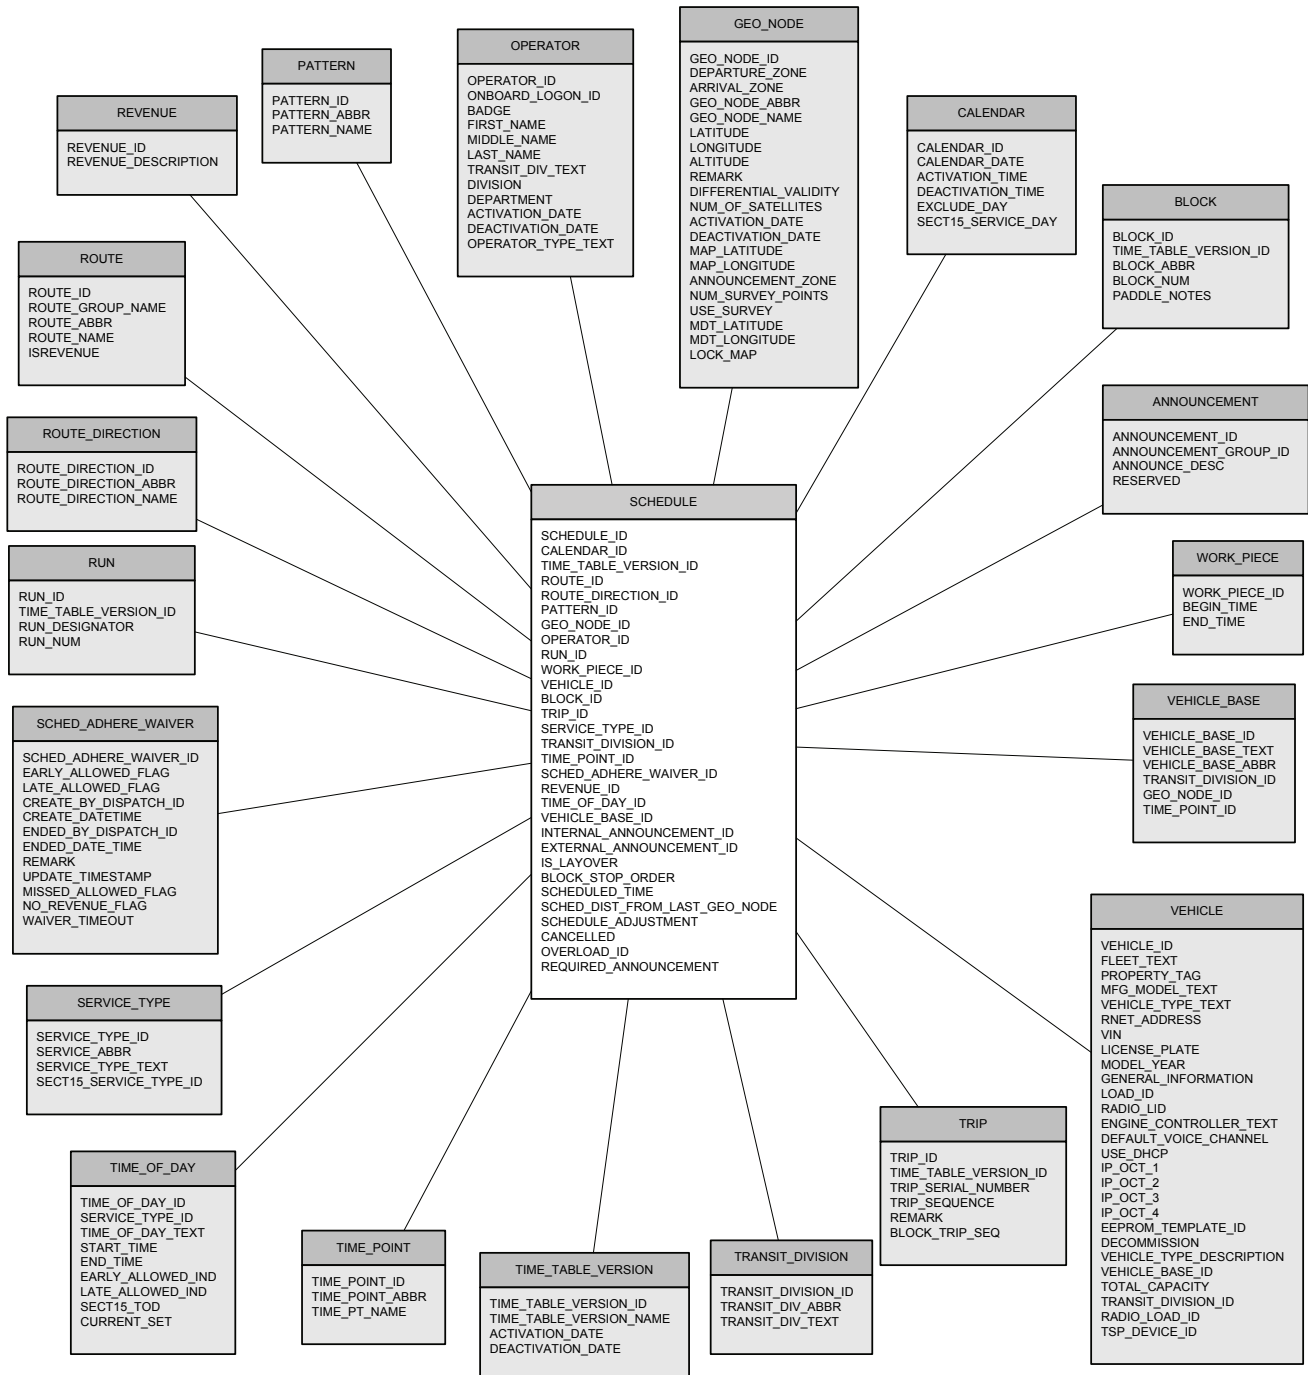 GEO_NODE
GEO_NODE_ID
DEPARTURE_ZONE
ARRIVAL_ZONE
GEO_NODE_ABBR
GEO_NODE_NAME
LATITUDE
LONGITUDE
ALTITUDE
REMARK
DIFFERENTIAL_VALIDITY
NUM_OF_SATELLITES
ACTIVATION_DATE
DEACTIVATION_DATE
MAP_LATITUDE
MAP_LONGITUDE
ANNOUNCEMENT_ZONE
NUM_SURVEY_POINTS
USE_SURVEY
MDT_LATITUDE
MDT_LONGITUDE
LOCK_MAP
OPERATOR
OPERATOR_ID
ONBOARD_LOGON_ID
BADGE
FIRST_NAME
MIDDLE_NAME
LAST_NAME
TRANSIT_DIV_TEXT
DIVISION
DEPARTMENT
ACTIVATION_DATE
DEACTIVATION_DATE
OPERATOR_TYPE_TEXT
PATTERN
PATTERN_ID
PATTERN_ABBR
PATTERN_NAME
REVENUE
REVENUE_ID
REVENUE_DESCRIPTION
CALENDAR
CALENDAR_ID
CALENDAR_DATE
ACTIVATION_TIME
DEACTIVATION_TIME
EXCLUDE_DAY
SECT15_SERVICE_DAY
BLOCK
BLOCK_ID
TIME_TABLE_VERSION_ID
BLOCK_ABBR
BLOCK_NUM
PADDLE_NOTES
ROUTE
ROUTE_ID
ROUTE_GROUP_NAME
ROUTE_ABBR
ROUTE_NAME
ISREVENUE
ANNOUNCEMENT
ANNOUNCEMENT_ID
ANNOUNCEMENT_GROUP_ID
ANNOUNCE_DESC
RESERVED
ROUTE_DIRECTION
ROUTE_DIRECTION_ID
ROUTE_DIRECTION_ABBR
ROUTE_DIRECTION_NAME
SCHEDULE
SCHEDULE_ID
CALENDAR_ID
TIME_TABLE_VERSION_ID
ROUTE_ID
ROUTE_DIRECTION_ID
PATTERN_ID
GEO_NODE_ID
OPERATOR_ID
RUN_ID
WORK_PIECE_ID
VEHICLE_ID
BLOCK_ID
TRIP_ID
SERVICE_TYPE_ID
TRANSIT_DIVISION_ID
TIME_POINT_ID
SCHED_ADHERE_WAIVER_ID
REVENUE_ID
TIME_OF_DAY_ID
VEHICLE_BASE_ID
INTERNAL_ANNOUNCEMENT_ID
EXTERNAL_ANNOUNCEMENT_ID
IS_LAYOVER
BLOCK_STOP_ORDER
SCHEDULED_TIME
SCHED_DIST_FROM_LAST_GEO_NODE
SCHEDULE_ADJUSTMENT
CANCELLED
OVERLOAD_ID
REQUIRED_ANNOUNCEMENT
RUN
RUN_ID
TIME_TABLE_VERSION_ID
RUN_DESIGNATOR
RUN_NUM
WORK_PIECE
WORK_PIECE_ID
BEGIN_TIME
END_TIME
VEHICLE_BASE
VEHICLE_BASE_ID
VEHICLE_BASE_TEXT
VEHICLE_BASE_ABBR
TRANSIT_DIVISION_ID
GEO_NODE_ID
TIME_POINT_ID
SCHED_ADHERE_WAIVER
SCHED_ADHERE_WAIVER_ID
EARLY_ALLOWED_FLAG
LATE_ALLOWED_FLAG
CREATE_BY_DISPATCH_ID
CREATE_DATETIME
ENDED_BY_DISPATCH_ID
ENDED_DATE_TIME
REMARK
UPDATE_TIMESTAMP
MISSED_ALLOWED_FLAG
NO_REVENUE_FLAG
WAIVER_TIMEOUT
VEHICLE
VEHICLE_ID
FLEET_TEXT
PROPERTY_TAG
MFG_MODEL_TEXT
VEHICLE_TYPE_TEXT
RNET_ADDRESS
VIN
LICENSE_PLATE
MODEL_YEAR
GENERAL_INFORMATION
LOAD_ID
RADIO_LID
ENGINE_CONTROLLER_TEXT
DEFAULT_VOICE_CHANNEL
USE_DHCP
IP_OCT_1
IP_OCT_2
IP_OCT_3
IP_OCT_4
EEPROM_TEMPLATE_ID
DECOMMISSION
VEHICLE_TYPE_DESCRIPTION
VEHICLE_BASE_ID
TOTAL_CAPACITY
TRANSIT_DIVISION_ID
RADIO_LOAD_ID
TSP_DEVICE_ID
SERVICE_TYPE
SERVICE_TYPE_ID
SERVICE_ABBR
SERVICE_TYPE_TEXT
SECT15_SERVICE_TYPE_ID
TRIP
TRIP_ID
TIME_TABLE_VERSION_ID
TRIP_SERIAL_NUMBER
TRIP_SEQUENCE
REMARK
BLOCK_TRIP_SEQ
TIME_OF_DAY
TIME_OF_DAY_ID
SERVICE_TYPE_ID
TIME_OF_DAY_TEXT
START_TIME
END_TIME
EARLY_ALLOWED_IND
LATE_ALLOWED_IND
SECT15_TOD
CURRENT_SET
TIME_POINT
TIME_POINT_ID
TIME_POINT_ABBR
TIME_PT_NAME
TIME_TABLE_VERSION
TIME_TABLE_VERSION_ID
TIME_TABLE_VERSION_NAME
ACTIVATION_DATE
DEACTIVATION_DATE
TRANSIT_DIVISION
TRANSIT_DIVISION_ID
TRANSIT_DIV_ABBR
TRANSIT_DIV_TEXT